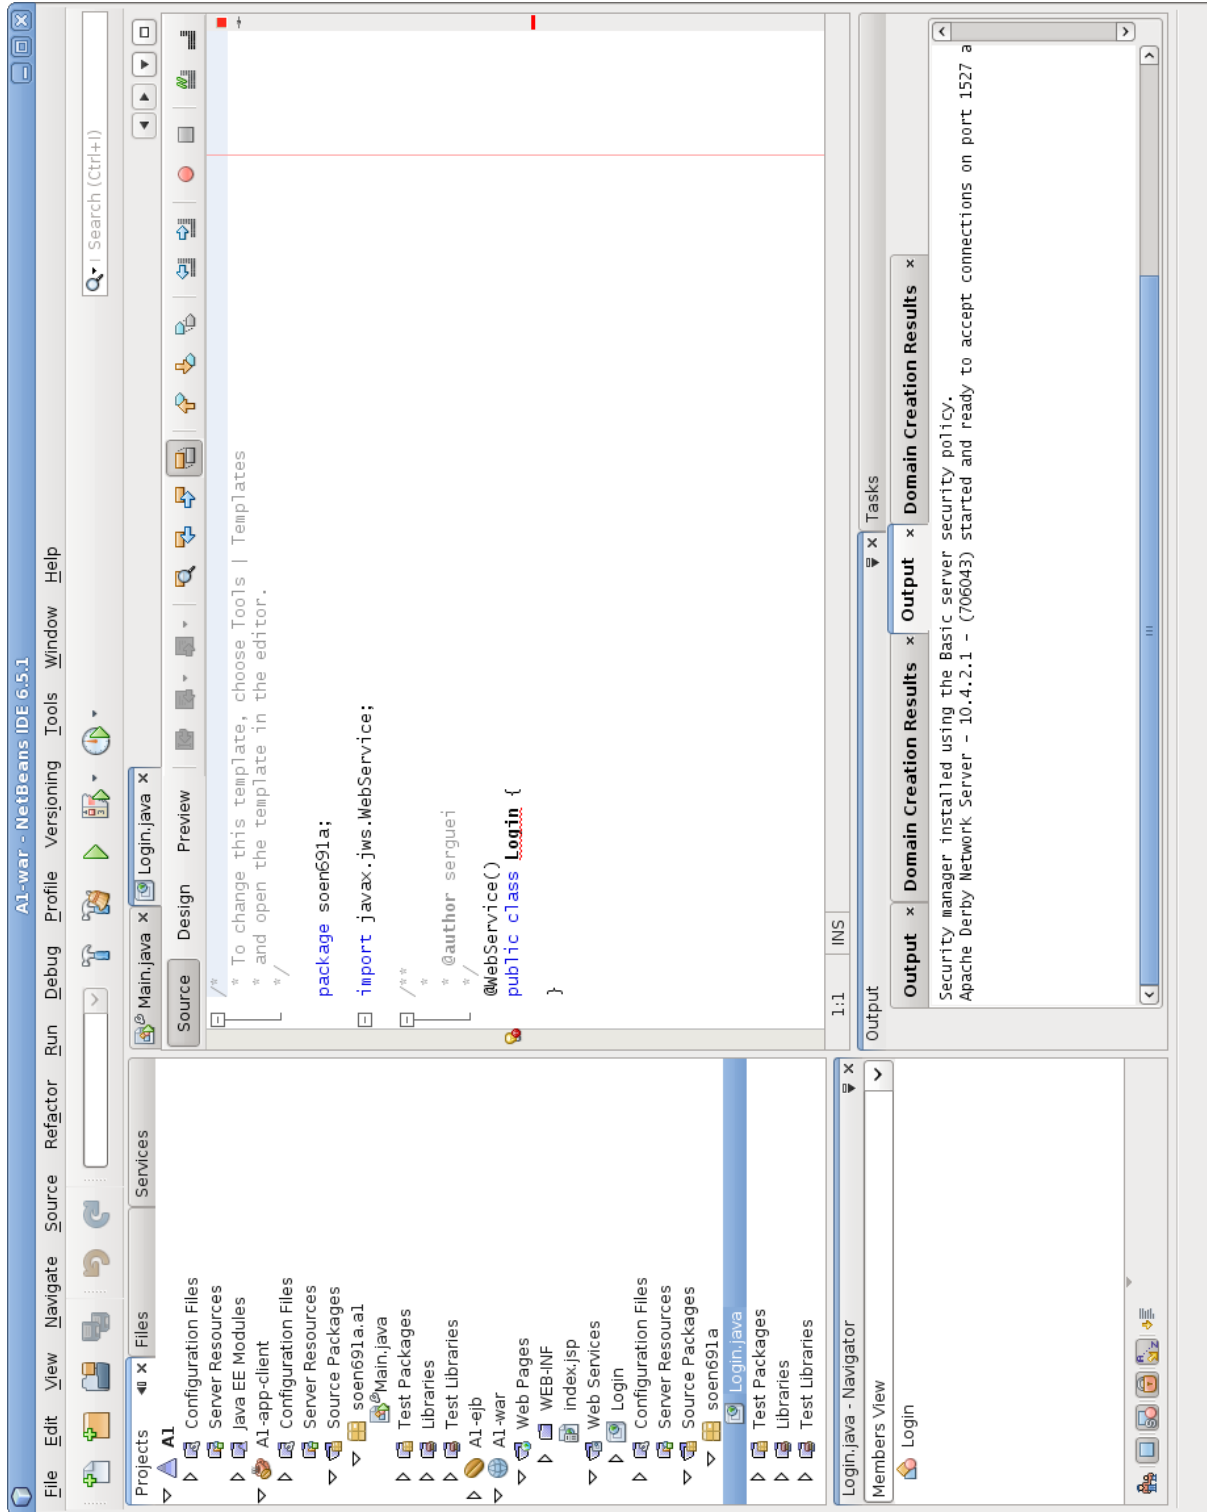 A1-war - NetBeans IDE 6.5.1
File Edit View Navigate Source Refactor Run Debug Profile Versioning Tools Window Help
Search (Ctrl+I)
Projects Files Services
A1
Configuration Files
Server Resources
Java EE Modules
A1-app-client
Configuration Files
Server Resources
Source Packages
soen691a.a1
Main.java
Test Packages
Libraries
Test Libraries
A1-ejb
A1-war
Web Pages
WEB-INF
index.jsp
Web Services
Login
Configuration Files
Server Resources
Source Packages
soen691a
Login.java
Test Packages
Libraries
Test Libraries
Login.java - Navigator
Members View
Login
Main.java Login.java
Source Design Preview
/*
* To change this template, choose Tools | Templates
* and open the template in the editor.
*/
package soen691a;
import javax.jws.WebService;
/**
*
* @author serguei
*/
@WebService()
public class Login {
}
1:1 INS
Output Tasks
Output Domain Creation Results Output Domain Creation Results
Security manager installed using the Basic server security policy.
Apache Derby Network Server - 10.4.2.1 - (706043) started and ready to accept connections on port 1527 a